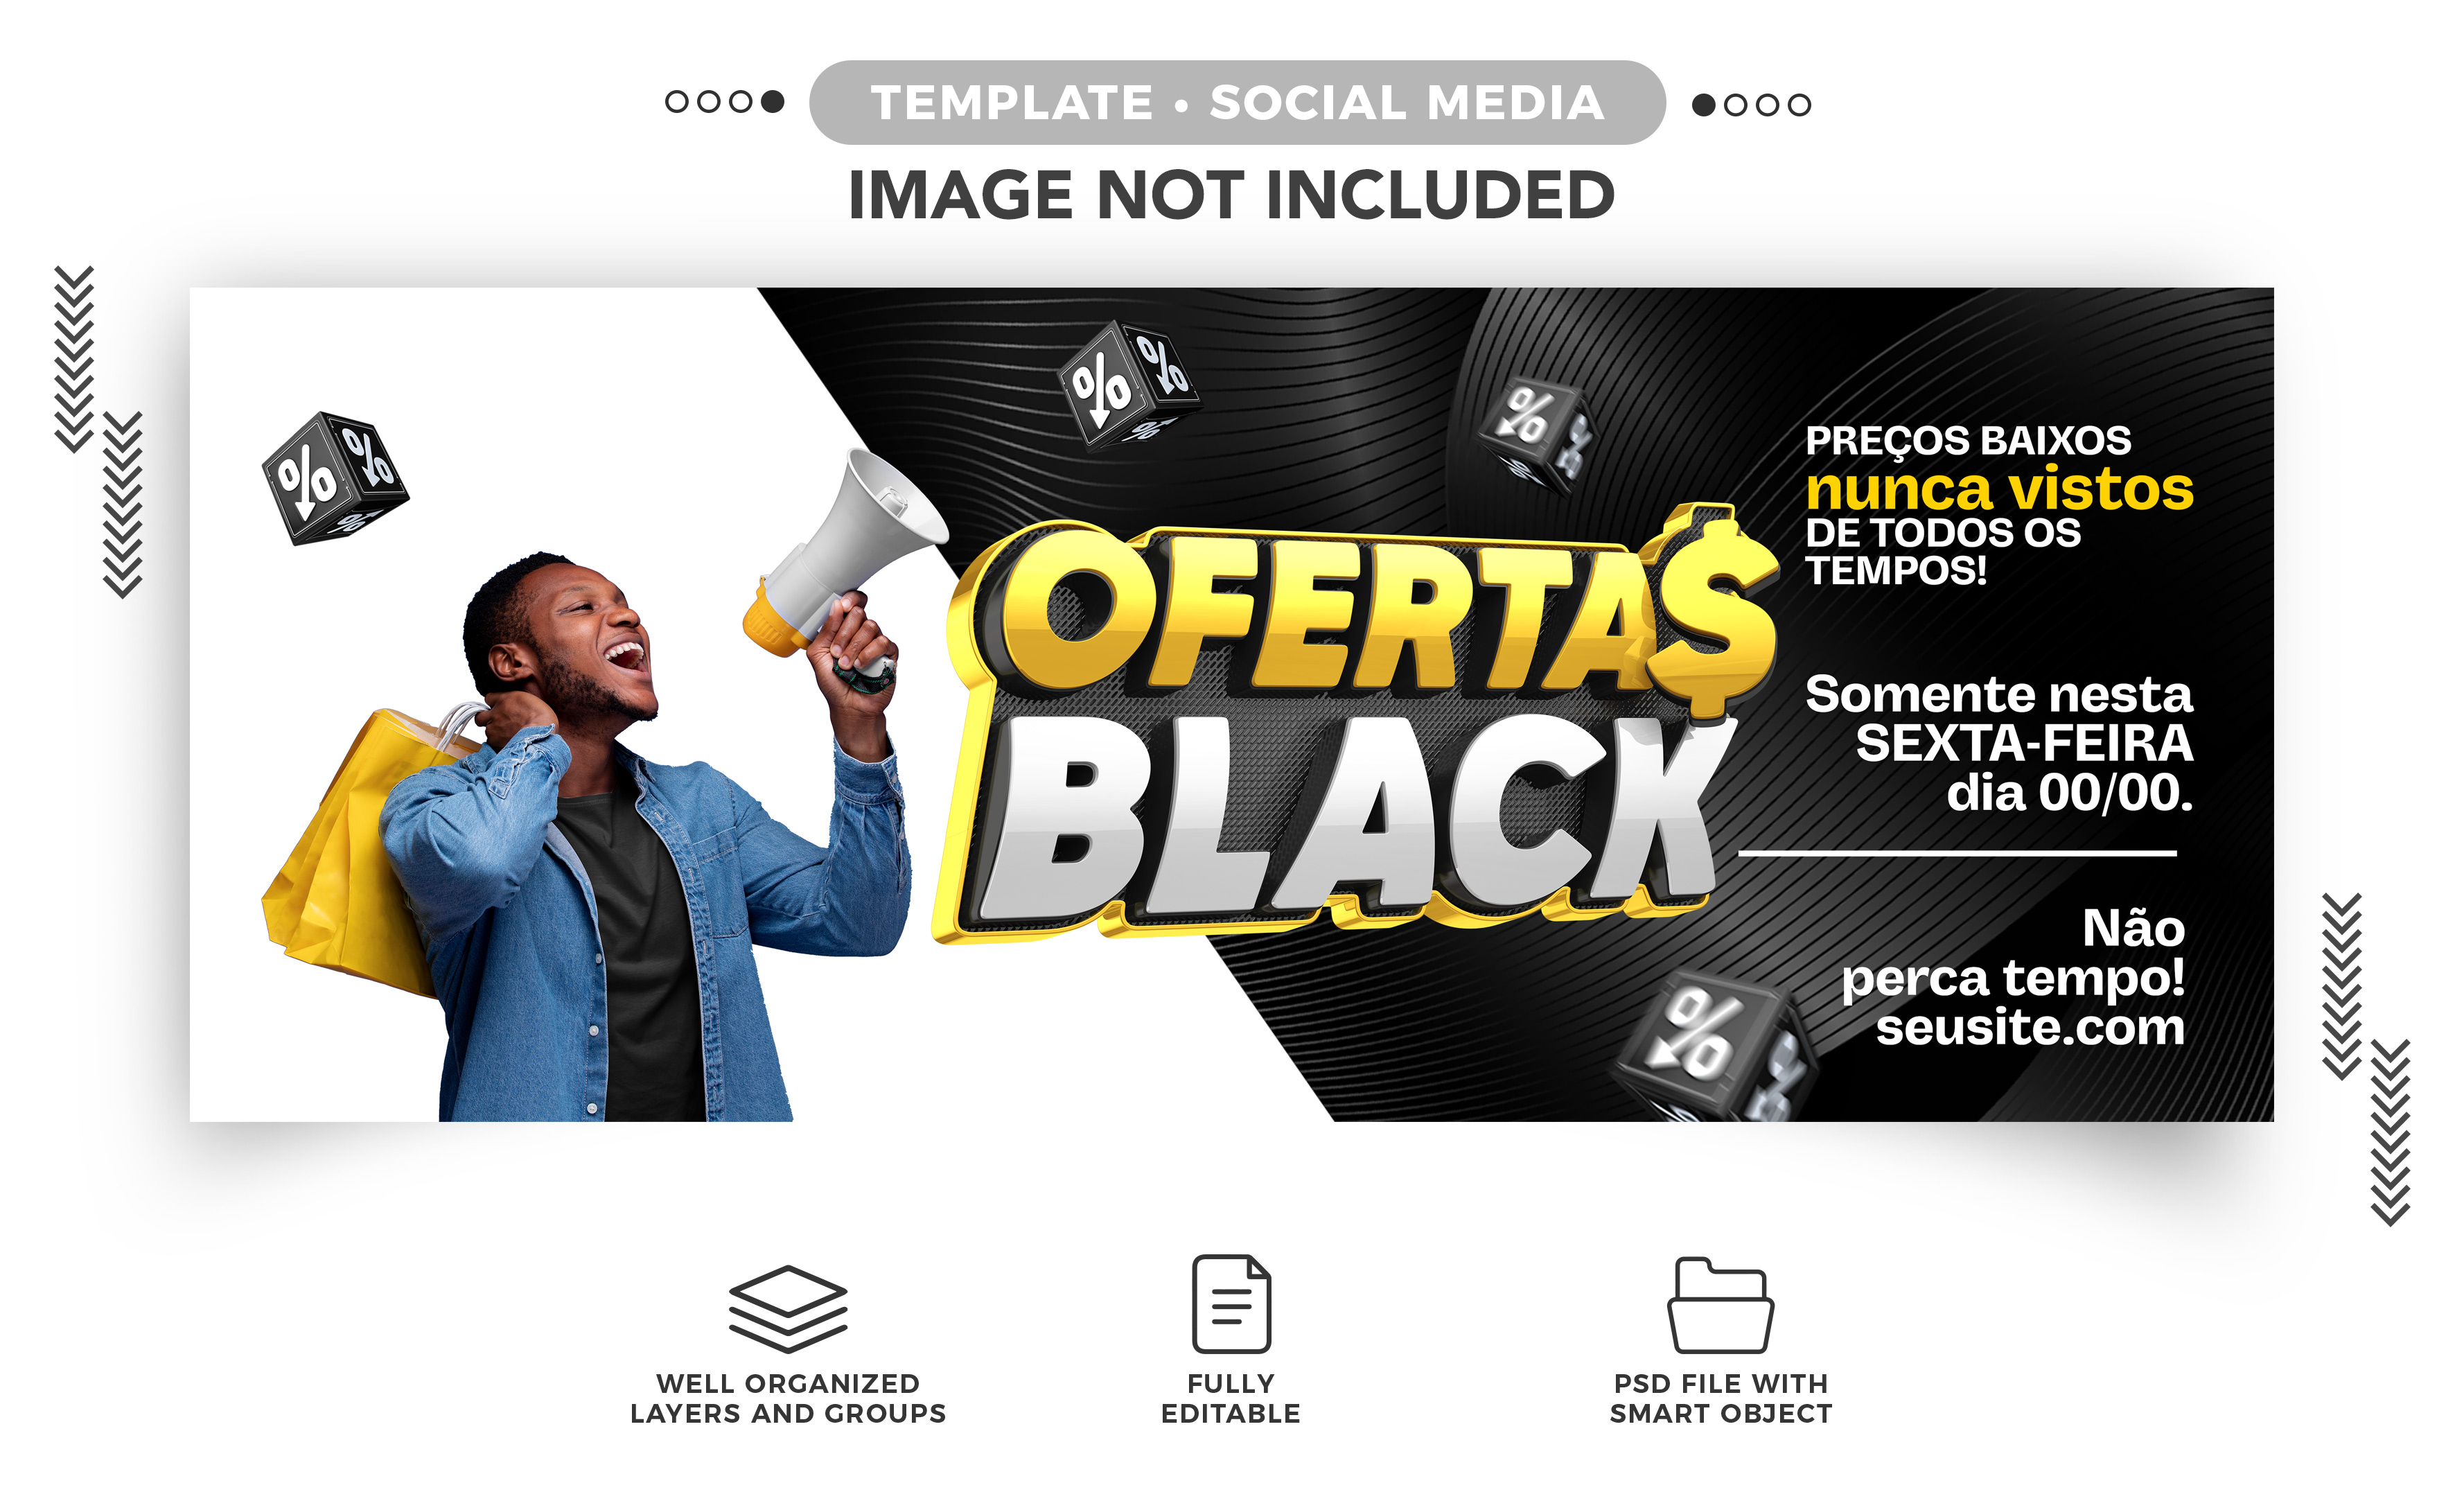 TEMPLATE • SOCIAL MEDIA
IMAGE NOT INCLUDED
%
%
%
%
%
%
%
%
OFERTA$
BLACK
PREÇOS BAIXOS
nunca vistos
DE TODOS OS
TEMPOS!
Somente nesta
SEXTA-FEIRA
dia 00/00.
Não
perca tempo!
seusite.com
WELL ORGANIZED
LAYERS AND GROUPS
FULLY
EDITABLE
PSD FILE WITH
SMART OBJECT